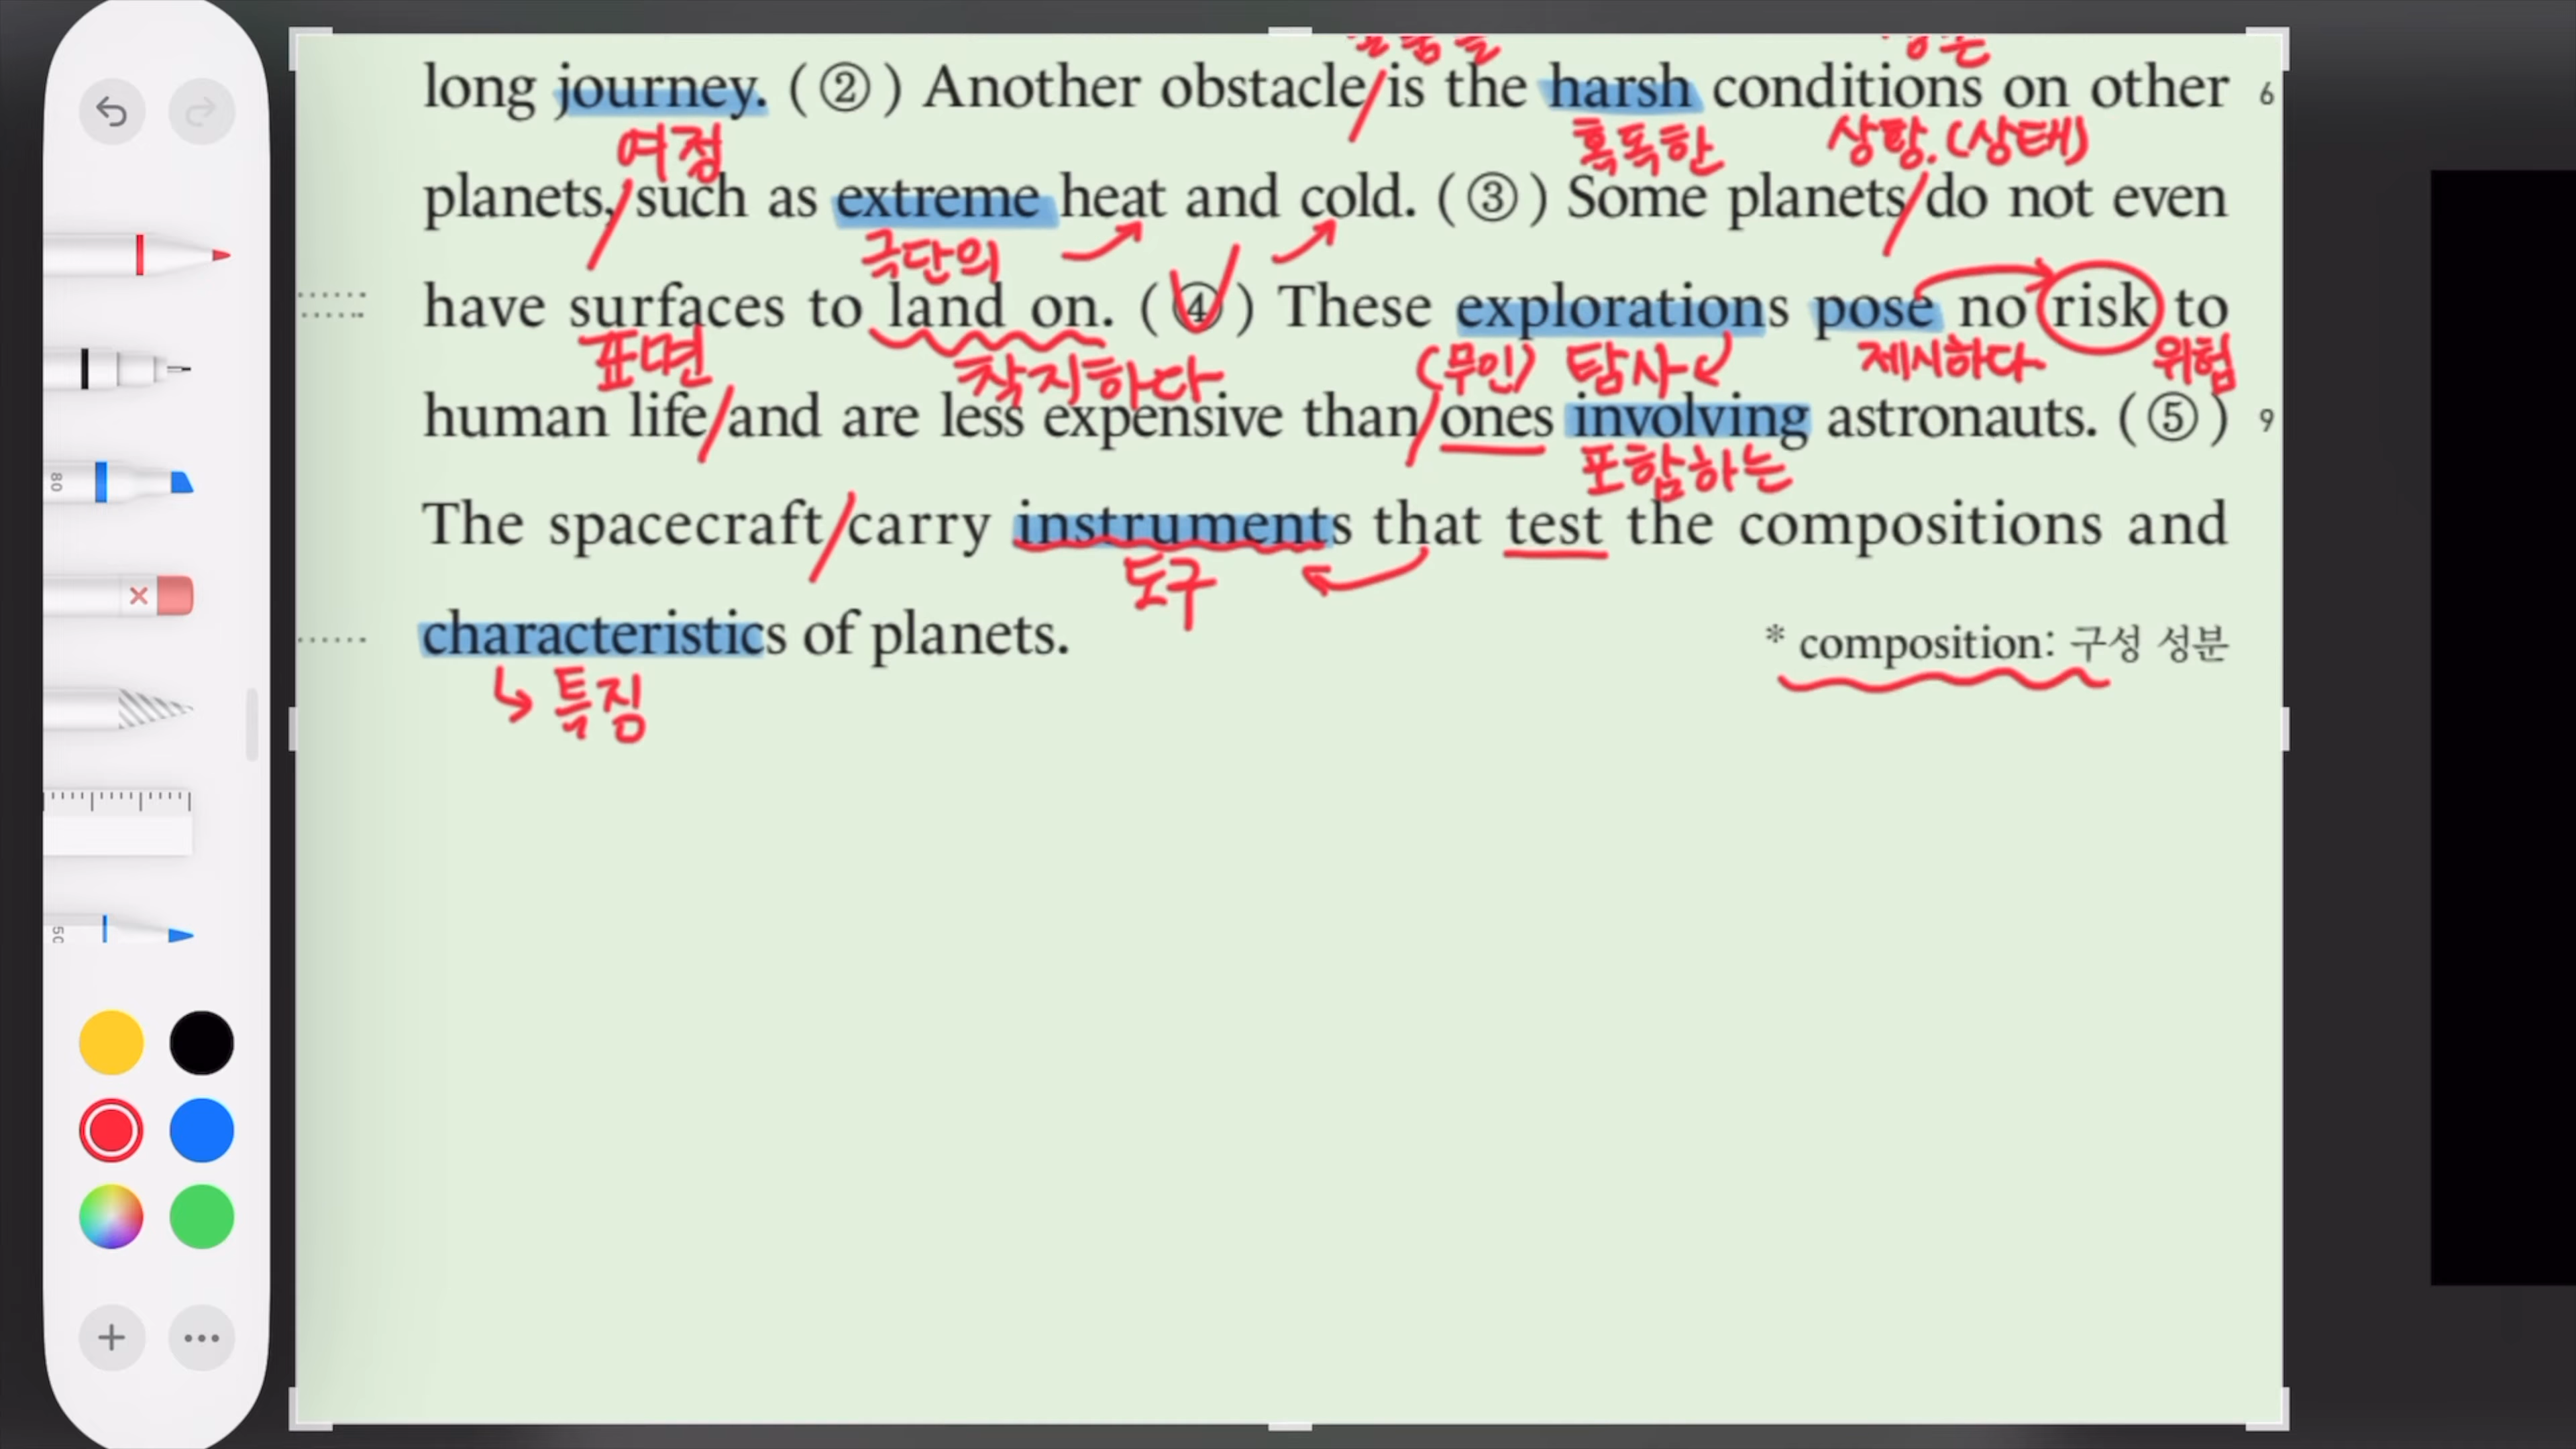 long journey. ( ② ) Another obstacle is the harsh conditions on other 6
여정 혹독한 상황.(상태)
planets, such as extreme heat and cold. ( ③ ) Some planets do not even
극단의
have surfaces to land on. ( ④ ) These explorations pose no risk to
표면 착지하다 (무인) 탐사 제시하다 위험
human life and are less expensive than ones involving astronauts. ( ⑤ ) 9
포함하는
The spacecraft carry instruments that test the compositions and
도구
characteristics of planets.
* composition: 구성 성분
↳ 특징
80
50